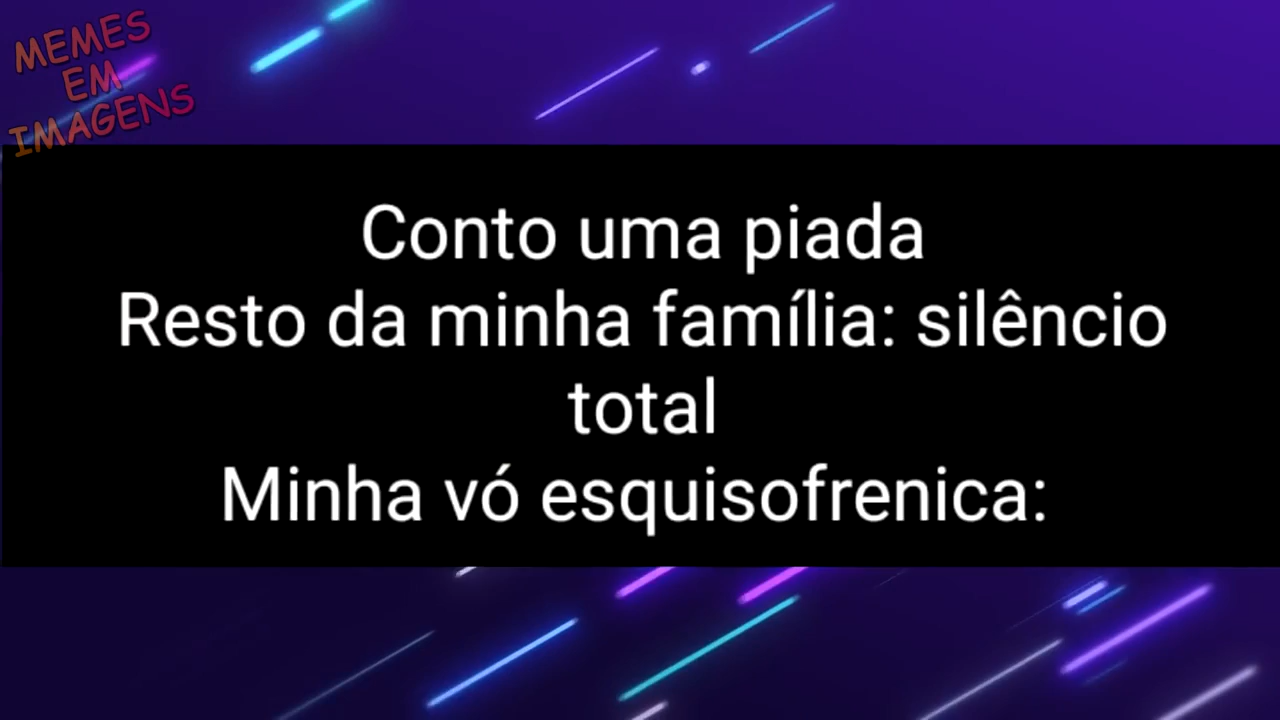 MEMES
EM
IMAGENS
Conto uma piada
Resto da minha família: silêncio
total
Minha vó esquisofrenica: